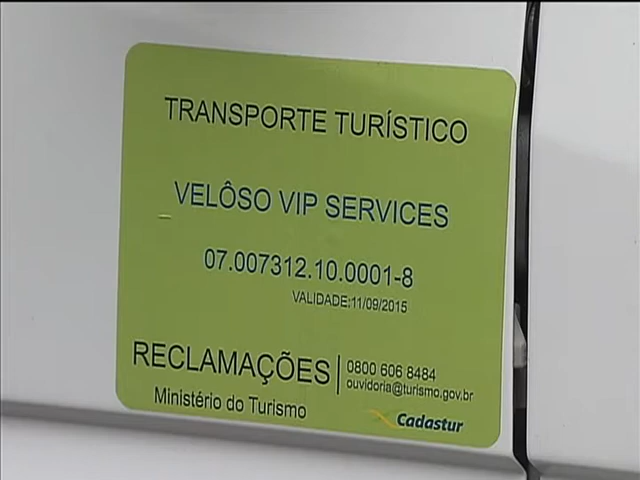 TRANSPORTE TURÍSTICO
VELÔSO VIP SERVICES
07.007312.10.0001-8
VALIDADE:11/09/2015
RECLAMAÇÕES
0800 606 8484
ouvidoria@turismo.gov.br
Ministério do Turismo
Cadastur